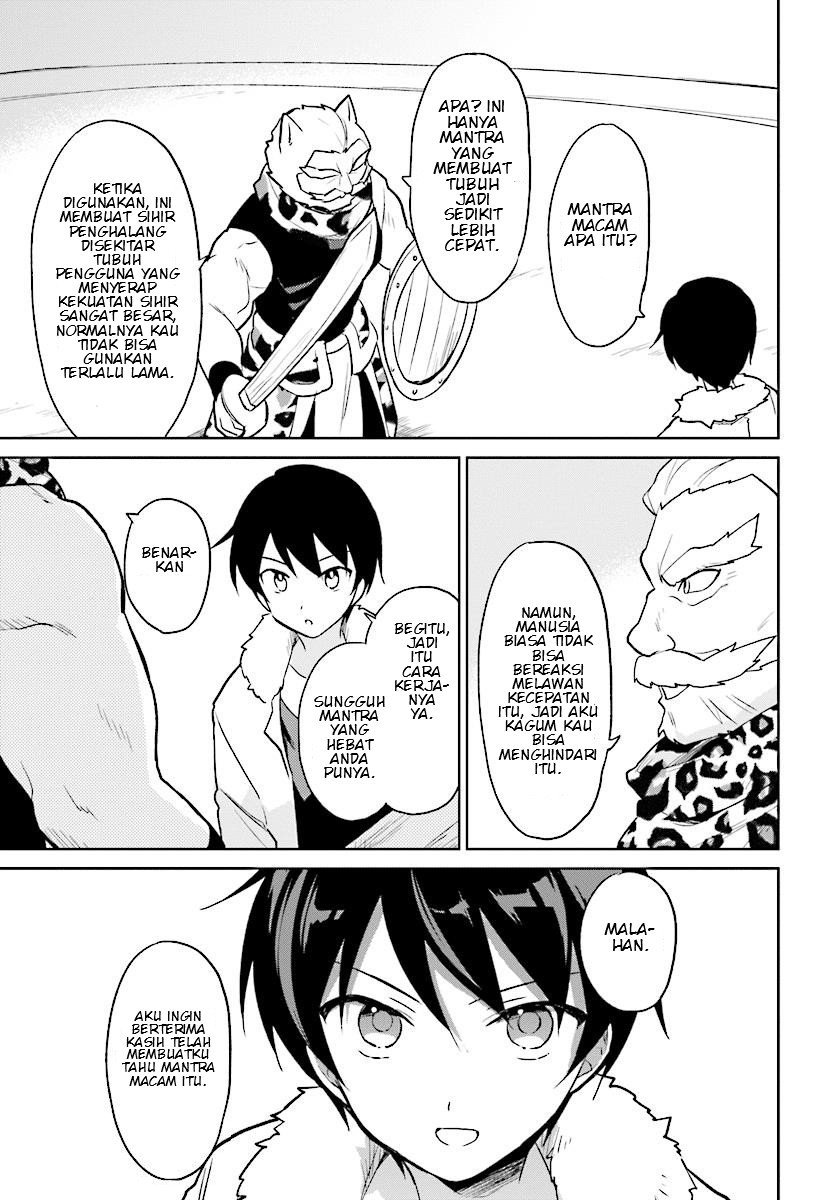 MANTRA
MACAM
APA ITU?
APA? INI
HANYA
MANTRA
YANG
MEMBUAT
TUBUH
JADI
SEDIKIT
LEBIH
CEPAT.
KETIKA
DIGUNAKAN, INI
MEMBUAT SIHIR
PENGHALANG
DISEKITAR
TUBUH
PENGGUNA YANG
MENYERAP
KEKUATAN SIHIR
SANGAT BESAR,
NORMALNYA KAU
TIDAK BISA
GUNAKAN
TERLALU LAMA.
NAMUN,
MANUSIA
BIASA TIDAK
BISA
BEREAKSI
MELAWAN
KECEPATAN
ITU, JADI AKU
KAGUM KAU
BISA
MENGHINDARI
ITU.
BEGITU,
JADI
ITU
CARA
KERJA-
NYA
YA.
SUNGGUH
MANTRA
YANG
HEBAT
ANDA
PUNYA.
BENAR-
KAN
MALA-
HAN.
AKU INGIN
BERTERIMA
KASIH TELAH
MEMBUATKU
TAHU MANTRA
MACAM ITU.